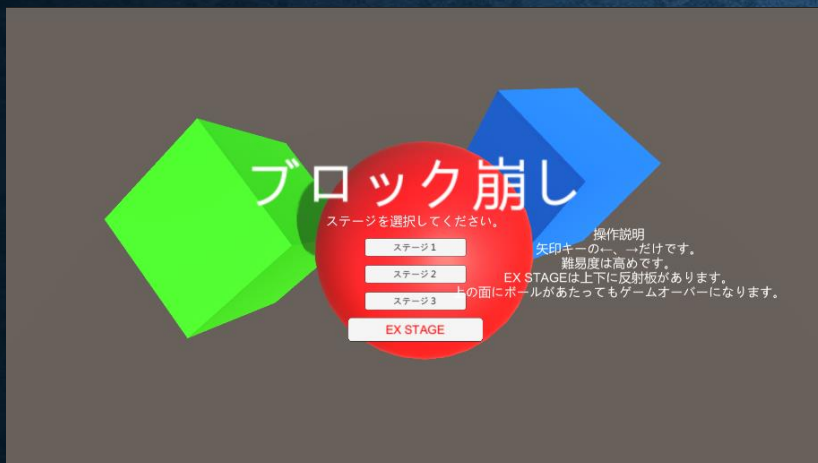 ブロック崩し
ステージを選択してください。
ステージ1
ステージ2
ステージ3
EX STAGE
操作説明
矢印キーの←、→だけです。
難易度は高めです。
EX STAGEは上下に反射板があります。
上の面にボールがあたってもゲームオーバーになります。